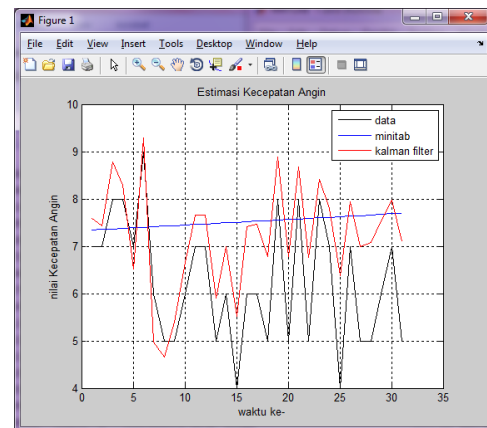 Figure 1
File Edit View Insert Tools Desktop Window Help
Estimasi Kecepatan Angin
data
minitab
kalman filter
nilai Kecepatan Angin
10
9
8
7
6
5
4
0 5 10 15 20 25 30 35
waktu ke-